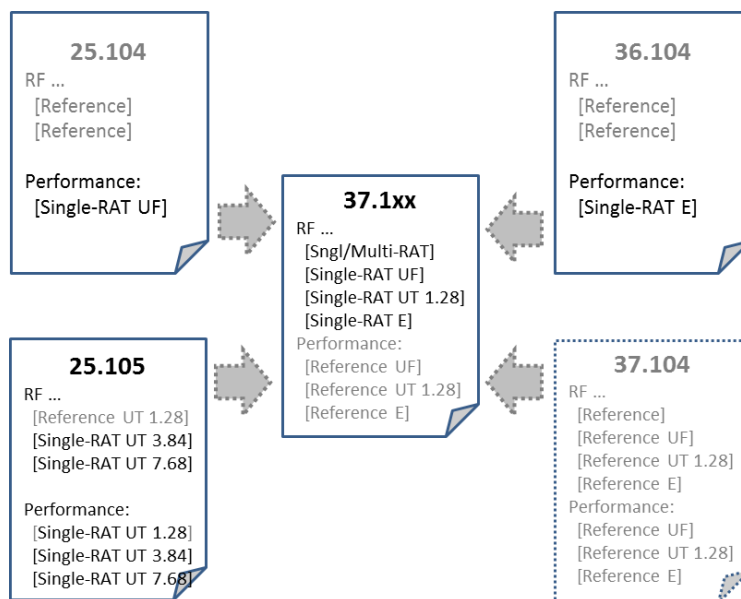 25.104
RF ...
[Reference]
[Reference]
Performance:
[Single-RAT UF]
36.104
RF ...
[Reference]
[Reference]
Performance:
[Single-RAT E]
37.1xx
RF ...
[Sngl/Multi-RAT]
[Single-RAT UF]
[Single-RAT UT 1.28]
[Single-RAT E]
Performance:
[Reference UF]
[Reference UT 1.28]
[Reference E]
25.105
RF ...
[Reference UT 1.28]
[Single-RAT UT 3.84]
[Single-RAT UT 7.68]
Performance:
[Single-RAT UT 1.28]
[Single-RAT UT 3.84]
[Single-RAT UT 7.68]
37.104
RF ...
[Reference]
[Reference UF]
[Reference UT 1.28]
[Reference E]
Performance:
[Reference UF]
[Reference UT 1.28]
[Reference E]